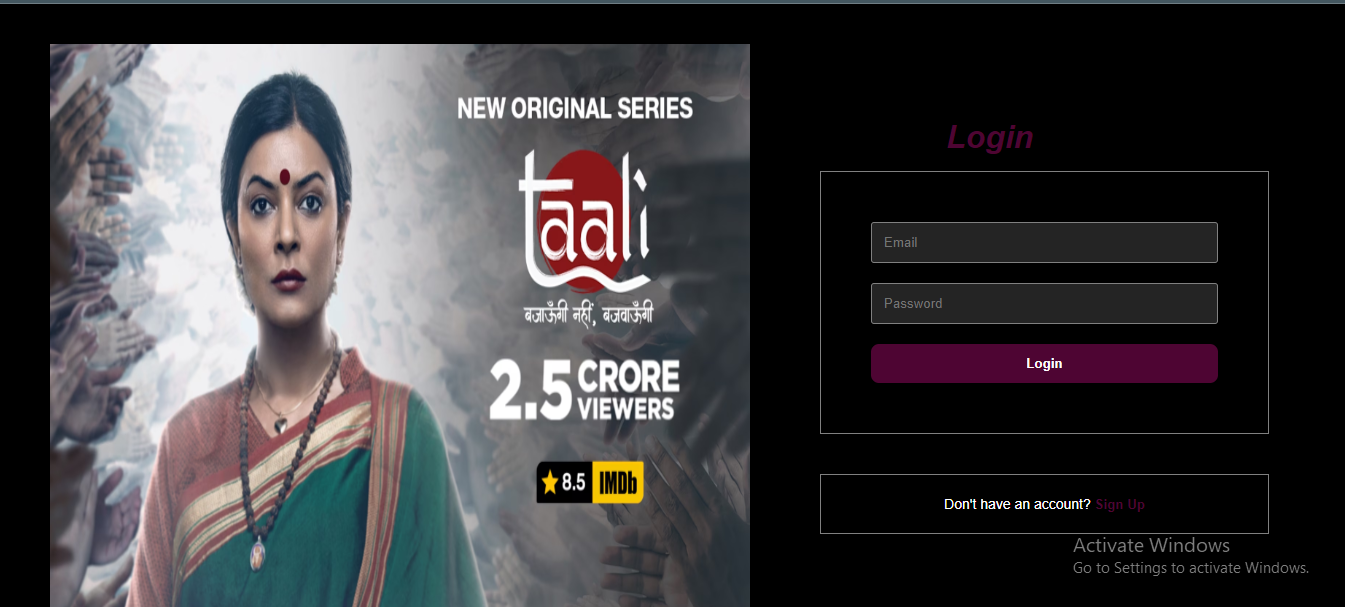 NEW ORIGINAL SERIES
taali
बजाऊँगी नहीं, बजवाऊँगी
2.5 CRORE
VIEWERS
8.5 IMDb
Login
Email
Password
Login
Don't have an account? Sign Up
Activate Windows
Go to Settings to activate Windows.